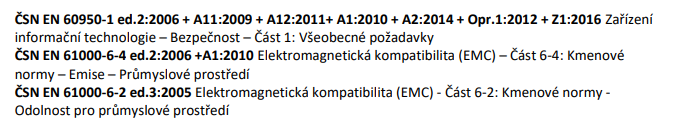 ČSN EN 60950-1 ed.2:2006 + A11:2009 + A12:2011+ A1:2010 + A2:2014 + Opr.1:2012 + Z1:2016 Zařízení
informační technologie – Bezpečnost – Část 1: Všeobecné požadavky
ČSN EN 61000-6-4 ed.2:2006 +A1:2010 Elektromagnetická kompatibilita (EMC) – Část 6-4: Kmenové
normy – Emise – Průmyslové prostředí
ČSN EN 61000-6-2 ed.3:2005 Elektromagnetická kompatibilita (EMC) - Část 6-2: Kmenové normy -
Odolnost pro průmyslové prostředí